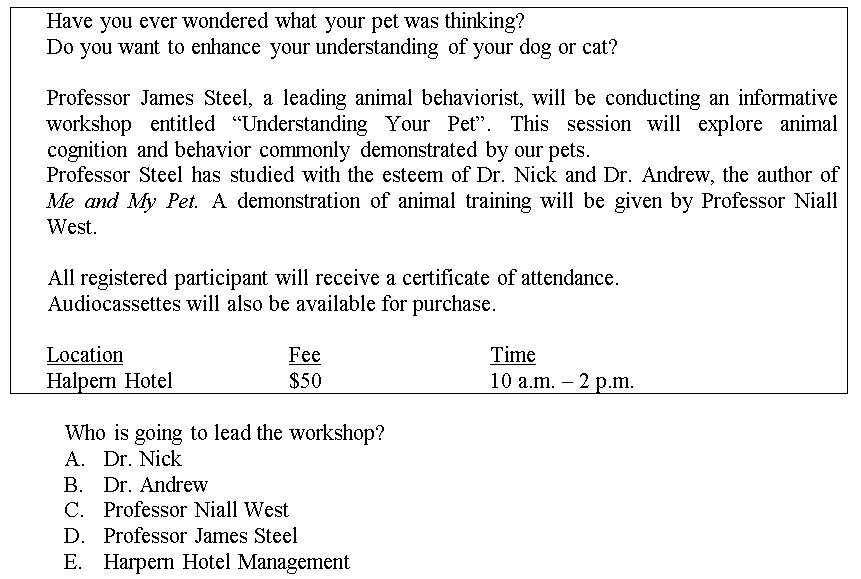 Have you ever wondered what your pet was thinking?
Do you want to enhance your understanding of your dog or cat?
Professor James Steel, a leading animal behaviorist, will be conducting an informative
workshop entitled “Understanding Your Pet”. This session will explore animal
cognition and behavior commonly demonstrated by our pets.
Professor Steel has studied with the esteem of Dr. Nick and Dr. Andrew, the author of
Me and My Pet. A demonstration of animal training will be given by Professor Niall
West.
All registered participant will receive a certificate of attendance.
Audiocassettes will also be available for purchase.
Location Fee Time
Halpern Hotel $50 10 a.m. – 2 p.m.
Who is going to lead the workshop?
A. Dr. Nick
B. Dr. Andrew
C. Professor Niall West
D. Professor James Steel
E. Harpern Hotel Management